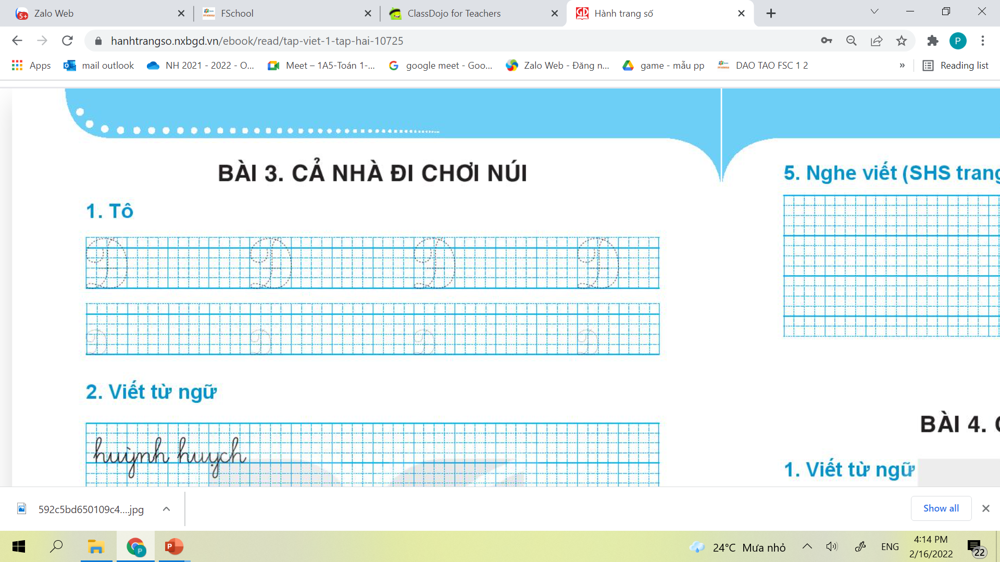 Zalo Web
FSchool
ClassDojo for Teachers
Hành trang số
hanhtrangso.nxbgd.vn/ebook/read/tap-viet-1-tap-hai-10725
P
Apps
mail outlook
NH 2021 - 2022 - O...
Meet – 1A5-Toán 1-...
google meet - Goo...
Zalo Web - Đăng n...
game - mẫu pp
DAO TAO FSC 1 2
»
Reading list
BÀI 3. CẢ NHÀ ĐI CHƠI NÚI
1. Tô
Đ Đ Đ Đ
Đ Đ Đ Đ
2. Viết từ ngữ
huỳnh huỵch
5. Nghe viết (SHS trang
BÀI 4.
1. Viết từ ngữ
592c5bd650109c4....jpg
Show all
24°C Mưa nhỏ
ENG
4:14 PM
2/16/2022
22